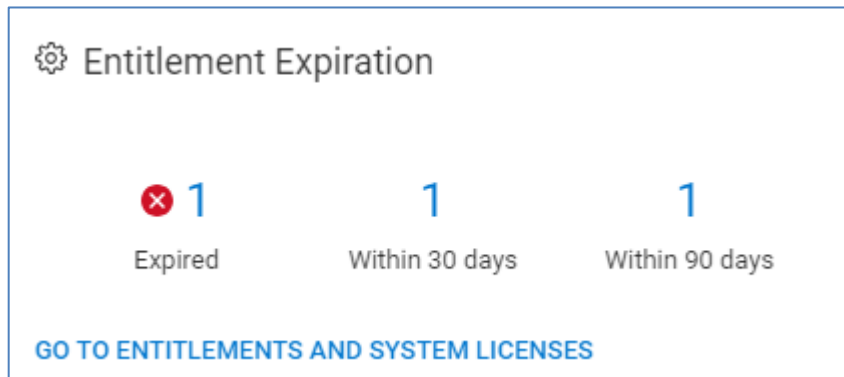 Entitlement Expiration
1 1 1
Expired Within 30 days Within 90 days
GO TO ENTITLEMENTS AND SYSTEM LICENSES